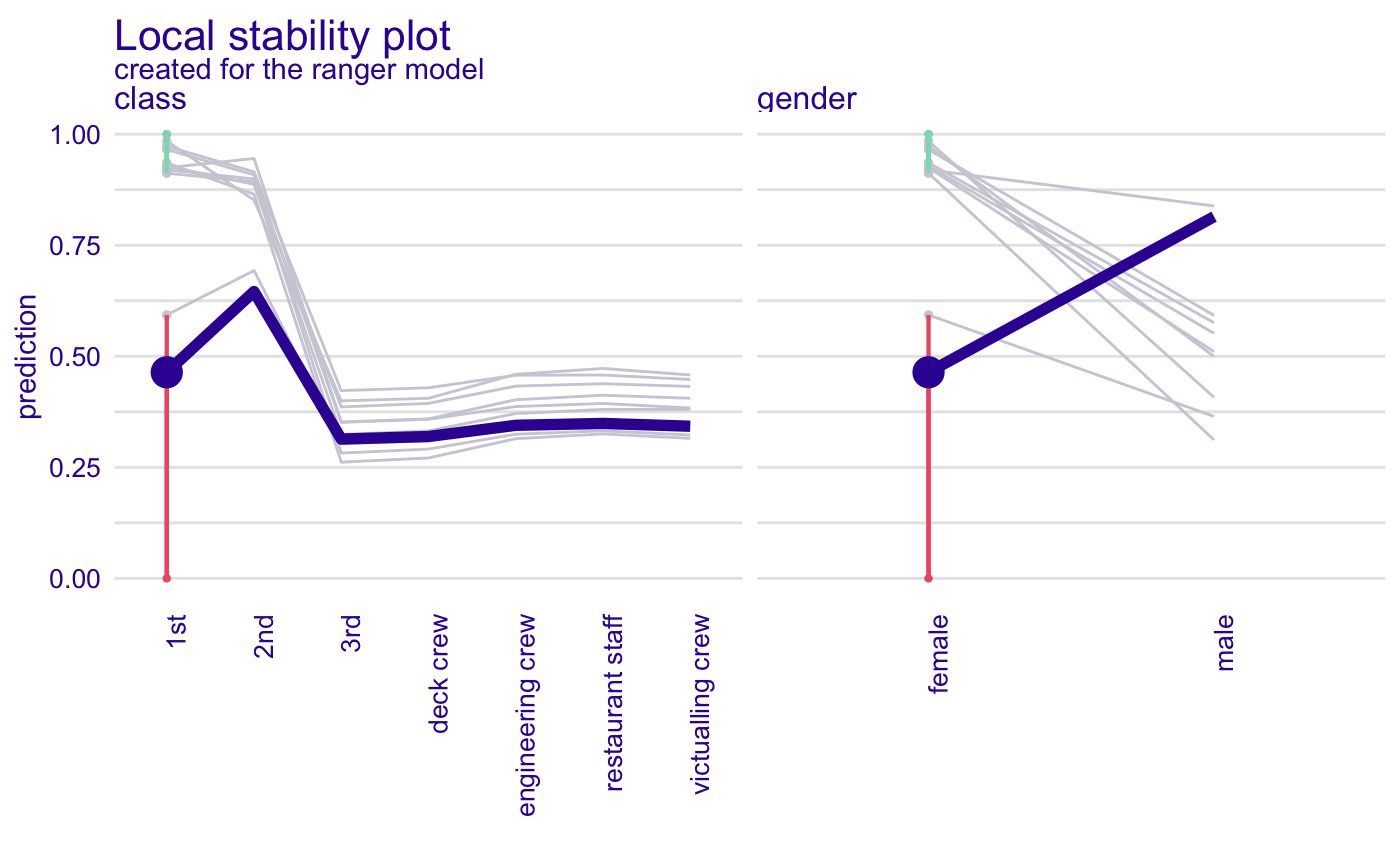 Local stability plot
created for the ranger model
class
gender
prediction
1.00
0.75
0.50
0.25
0.00
1st
2nd
3rd
deck crew
engineering crew
restaurant staff
victualling crew
female
male